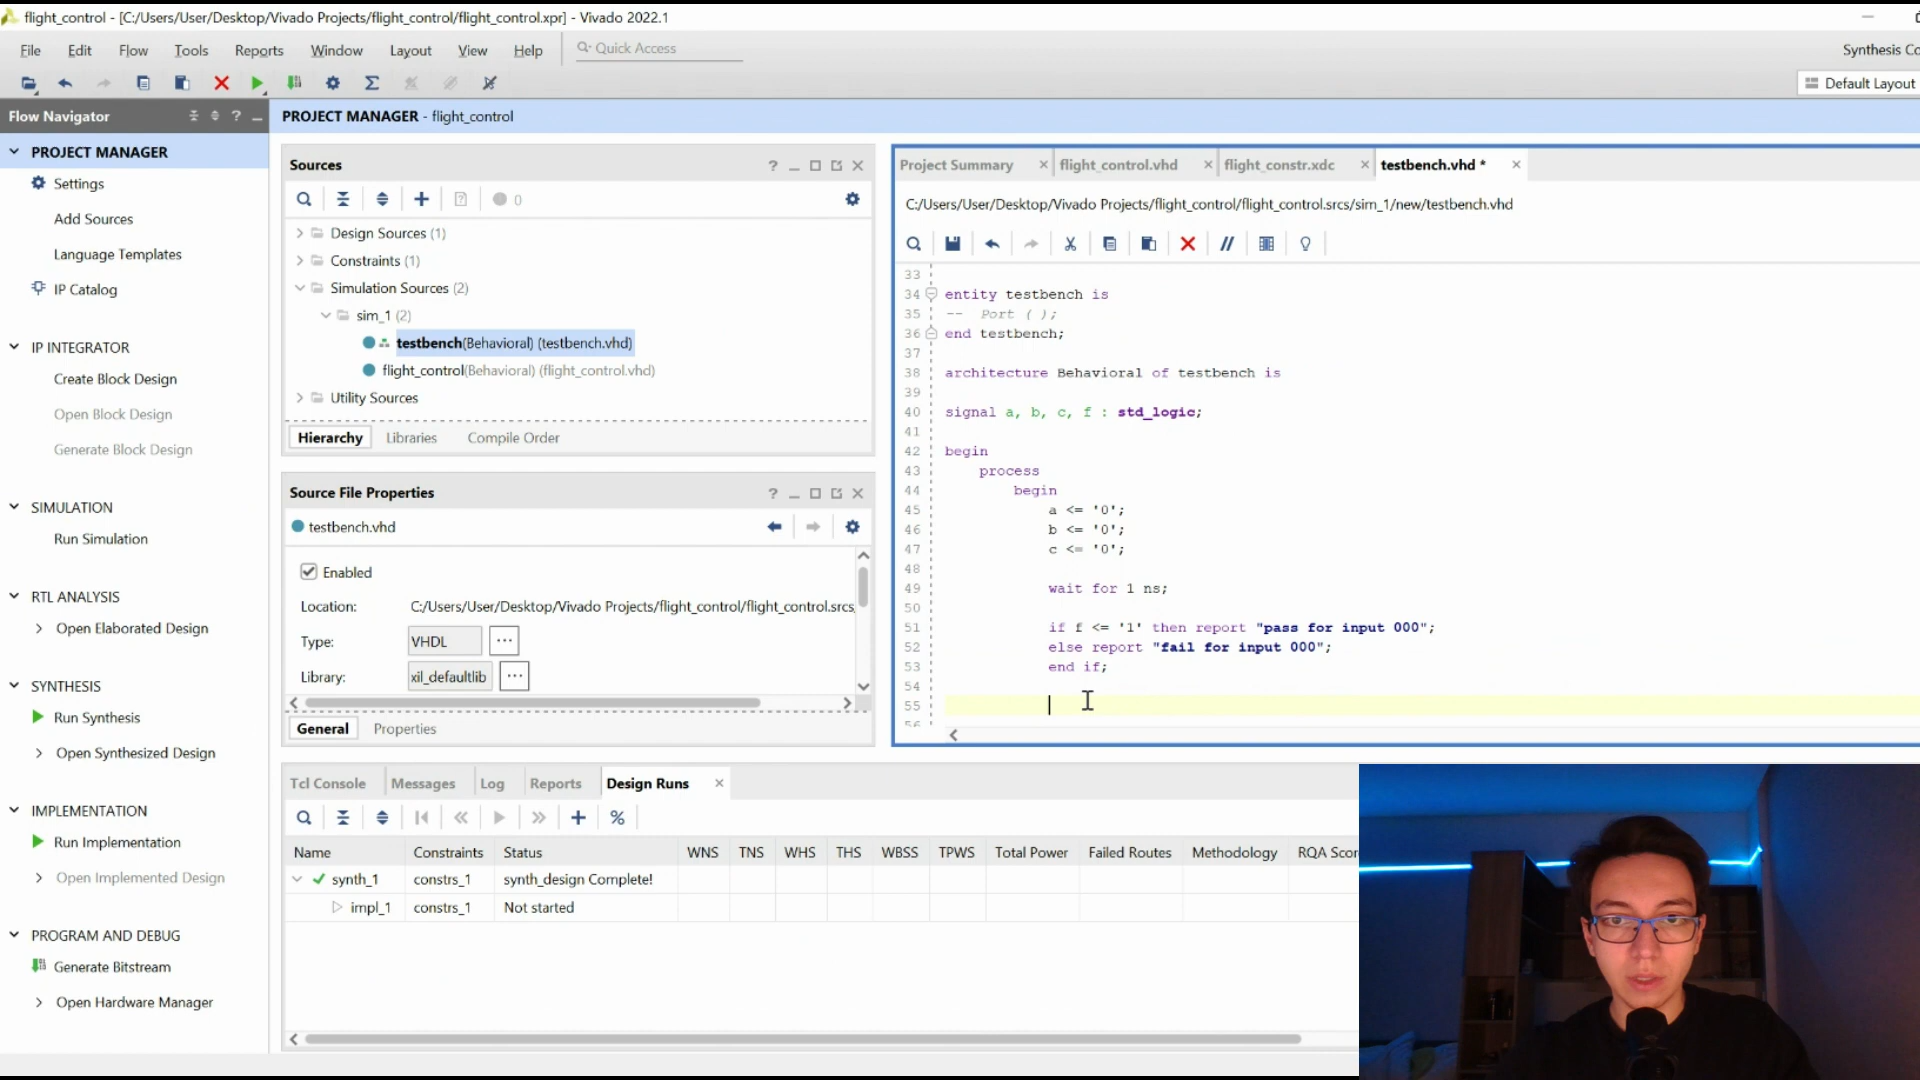 flight_control - [C:/Users/User/Desktop/Vivado Projects/flight_control/flight_control.xpr] - Vivado 2022.1
File Edit Flow Tools Reports Window Layout View Help Quick Access
Synthesis Co
Default Layout
Flow Navigator
PROJECT MANAGER
Settings
Add Sources
Language Templates
IP Catalog
IP INTEGRATOR
Create Block Design
Open Block Design
Generate Block Design
SIMULATION
Run Simulation
RTL ANALYSIS
Open Elaborated Design
SYNTHESIS
Run Synthesis
Open Synthesized Design
IMPLEMENTATION
Run Implementation
Open Implemented Design
PROGRAM AND DEBUG
Generate Bitstream
Open Hardware Manager
PROJECT MANAGER - flight_control
Sources
0
Design Sources (1)
Constraints (1)
Simulation Sources (2)
sim_1 (2)
testbench(Behavioral) (testbench.vhd)
flight_control(Behavioral) (flight_control.vhd)
Utility Sources
Hierarchy Libraries Compile Order
Source File Properties
testbench.vhd
Enabled
Location: C:/Users/User/Desktop/Vivado Projects/flight_control/flight_control.srcs
Type: VHDL
Library: xil_defaultlib
General Properties
Project Summary flight_control.vhd flight_constr.xdc testbench.vhd *
C:/Users/User/Desktop/Vivado Projects/flight_control/flight_control.srcs/sim_1/new/testbench.vhd
33
34 entity testbench is
35 -- Port ( );
36 end testbench;
37
38 architecture Behavioral of testbench is
39
40 signal a, b, c, f : std_logic;
41
42 begin
43 process
44 begin
45 a <= '0';
46 b <= '0';
47 c <= '0';
48
49 wait for 1 ns;
50
51 if f <= '1' then report "pass for input 000";
52 else report "fail for input 000";
53 end if;
54
55
56
Tcl Console Messages Log Reports Design Runs
Name Constraints Status WNS TNS WHS THS WBSS TPWS Total Power Failed Routes Methodology RQA Score
synth_1 constrs_1 synth_design Complete!
impl_1 constrs_1 Not started